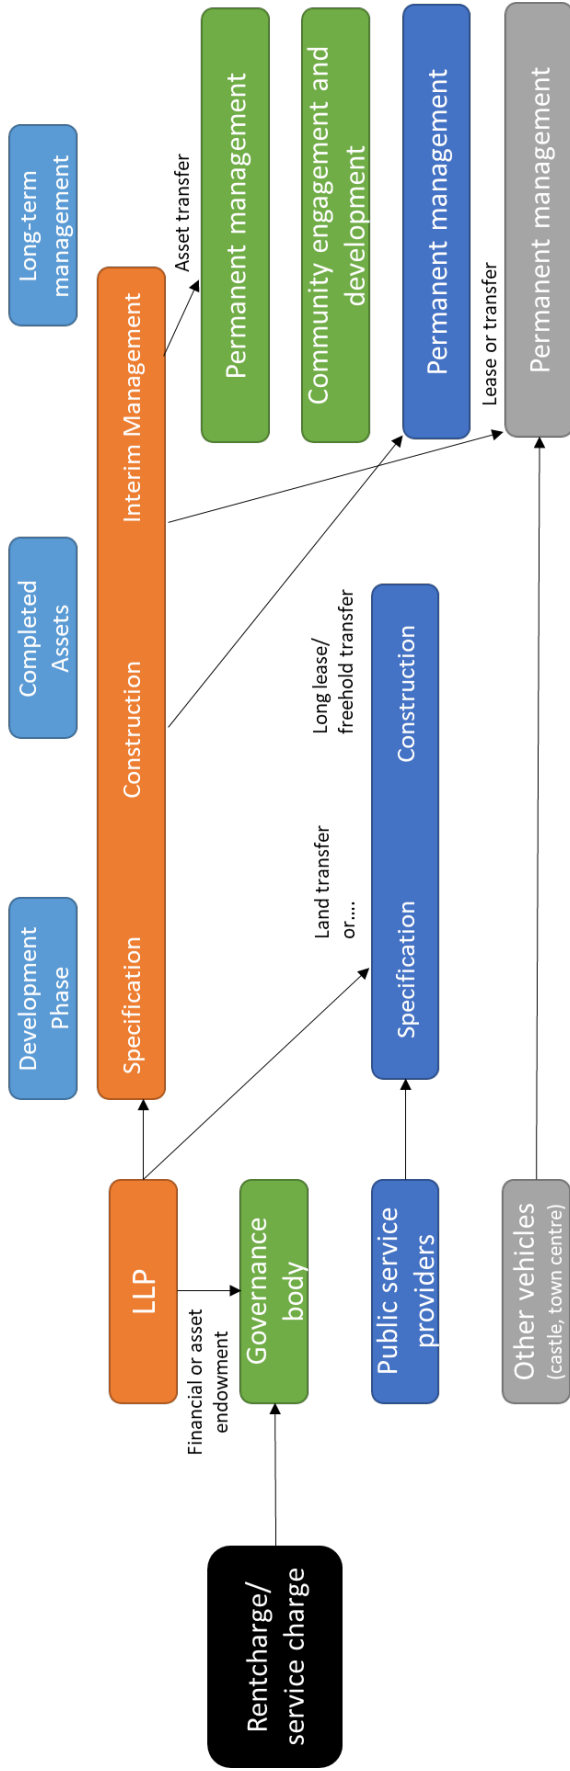 Development
Phase
Completed
Assets
Long-term
management
LLP
Specification
Construction
Interim Management
Asset transfer
Financial or asset
endowment
Permanent management
Rentcharge/
service charge
Governance
body
Community engagement and
development
Land transfer
or....
Long lease/
freehold transfer
Public service
providers
Specification
Construction
Permanent management
Lease or transfer
Other vehicles
(castle, town centre)
Permanent management